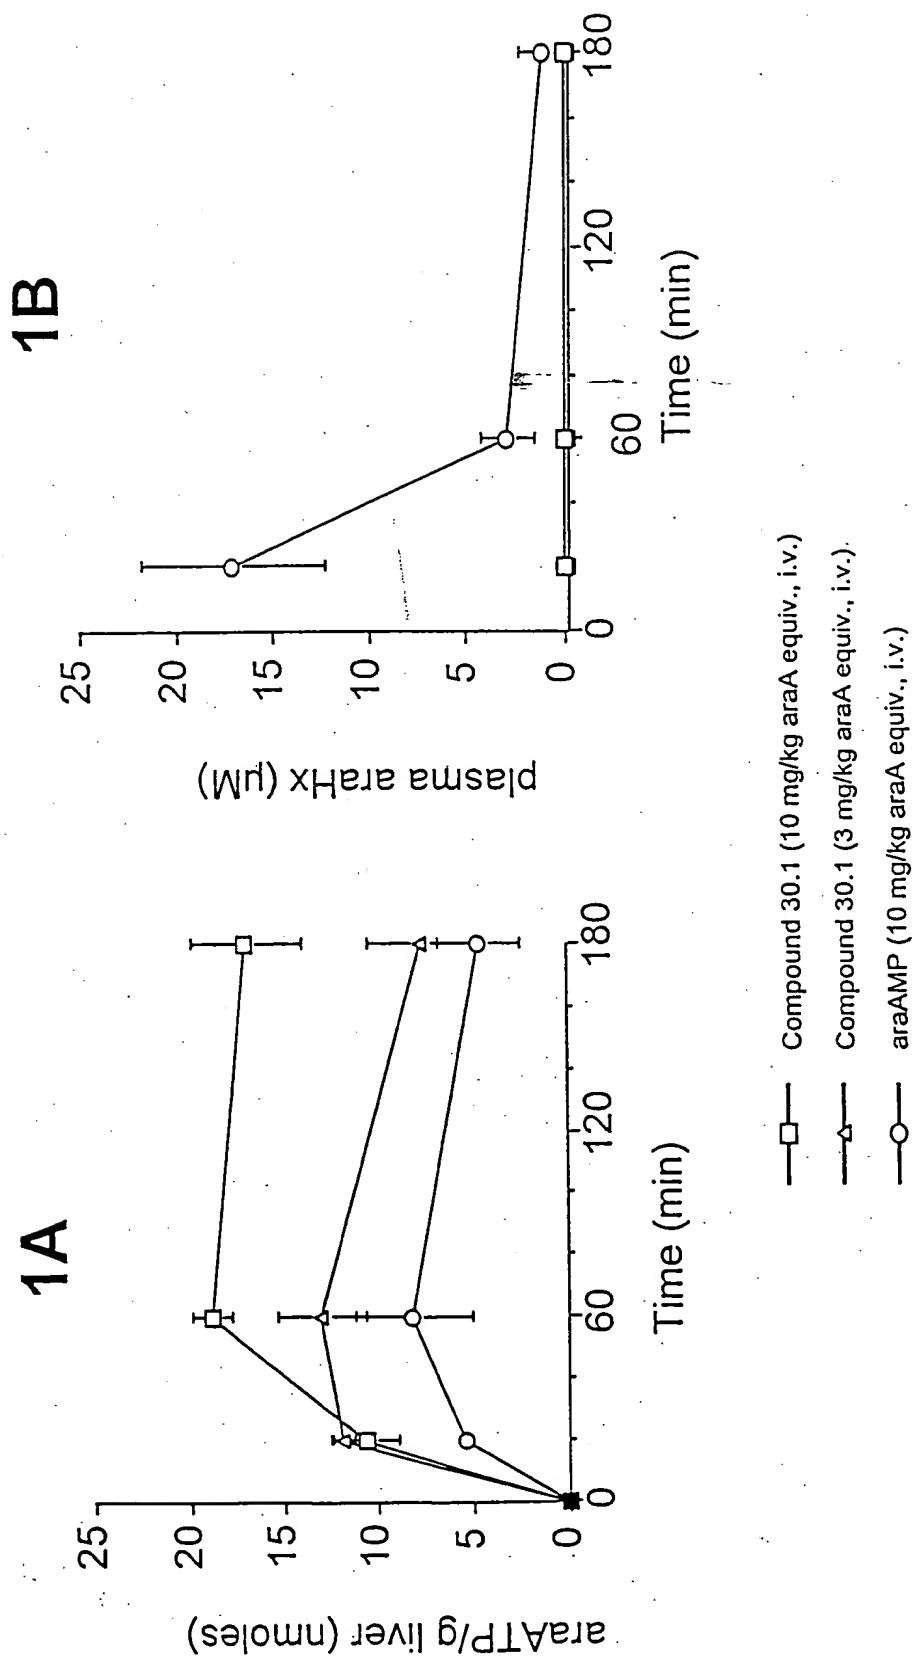 1A
araATP/g liver (nmoles)
25
20
15
10
5
0
0
60
120
180
Time (min)
1B
plasma araHx (µM)
25
20
15
10
5
0
0
60
120
180
Time (min)
Compound 30.1 (10 mg/kg araA equiv., i.v.)
Compound 30.1 (3 mg/kg araA equiv., i.v.)
araAMP (10 mg/kg araA equiv., i.v.)